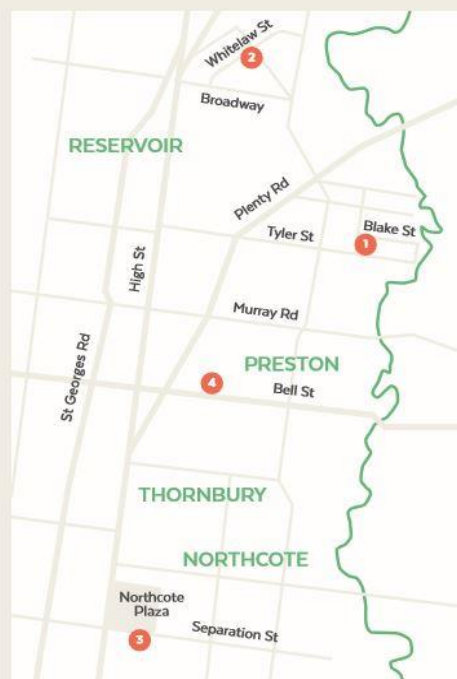 Whitelaw St
2
Broadway
RESERVOIR
Plenty Rd
Tyler St
Blake St
1
High St
Murray Rd
St Georges Rd
PRESTON
4
Bell St
THORNBURY
NORTHCOTE
Northcote
Plaza
3
Separation St